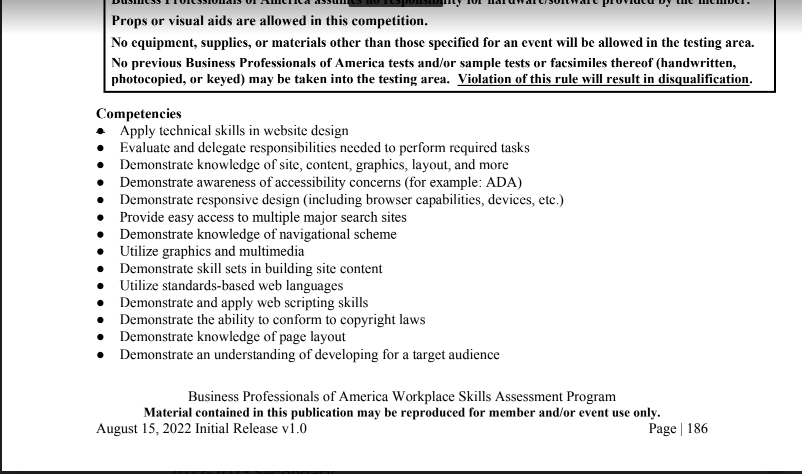 Business Professionals of America assumes no responsibility for hardware/software provided by the member.
Props or visual aids are allowed in this competition.
No equipment, supplies, or materials other than those specified for an event will be allowed in the testing area.
No previous Business Professionals of America tests and/or sample tests or facsimiles thereof (handwritten,
photocopied, or keyed) may be taken into the testing area. Violation of this rule will result in disqualification.
Competencies
● Apply technical skills in website design
● Evaluate and delegate responsibilities needed to perform required tasks
● Demonstrate knowledge of site, content, graphics, layout, and more
● Demonstrate awareness of accessibility concerns (for example: ADA)
● Demonstrate responsive design (including browser capabilities, devices, etc.)
● Provide easy access to multiple major search sites
● Demonstrate knowledge of navigational scheme
● Utilize graphics and multimedia
● Demonstrate skill sets in building site content
● Utilize standards-based web languages
● Demonstrate and apply web scripting skills
● Demonstrate the ability to conform to copyright laws
● Demonstrate knowledge of page layout
● Demonstrate an understanding of developing for a target audience
Business Professionals of America Workplace Skills Assessment Program
Material contained in this publication may be reproduced for member and/or event use only.
August 15, 2022 Initial Release v1.0 Page | 186